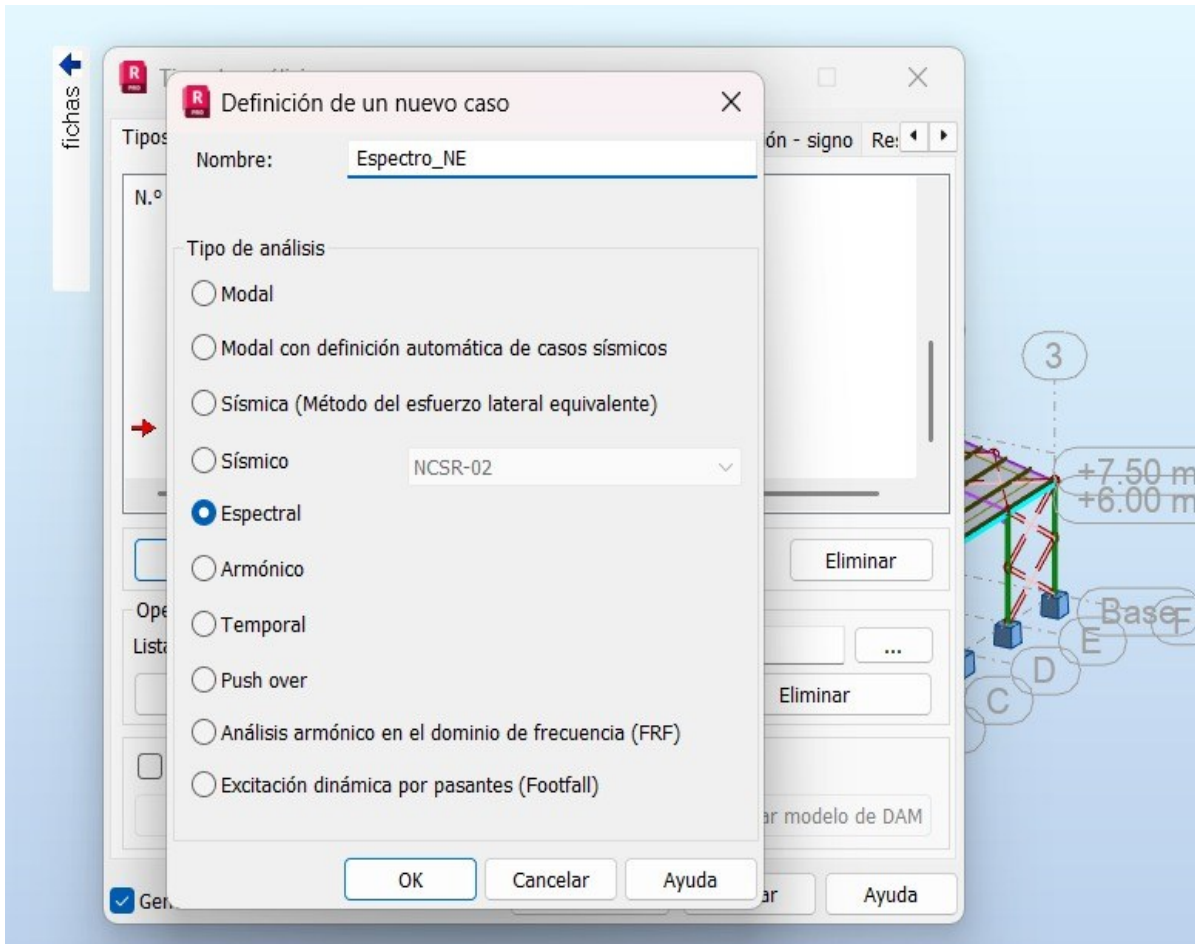 fichas
R
PRO
R
PRO
Definición de un nuevo caso
Tipos
ón - signo
Nombre:
Espectro_NE
N.º
Tipo de análisis
Modal
Modal con definición automática de casos sísmicos
Sísmica (Método del esfuerzo lateral equivalente)
Sísmico
NCSR-02
Espectral
Armónico
Eliminar
Temporal
...
Push over
Eliminar
Análisis armónico en el dominio de frecuencia (FRF)
Excitación dinámica por pasantes (Footfall)
modelo de DAM
OK
Cancelar
Ayuda
Ayuda
3
+7.50 m
+6.00 m
Base
F
E
D
C